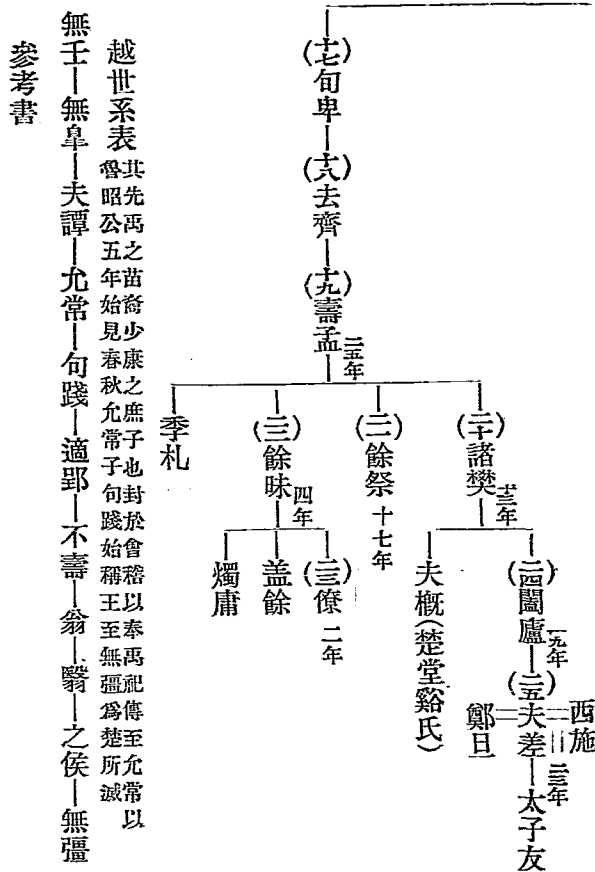 (十七)旬卑—(十八)去齊—(十九)壽孟 二五年
(二十)諸樊 十三年
(二一)餘祭 十七年
(二二)餘昧 四年
季札
(二四)闔廬 一九年—(二五)夫差 二三年—太子友
西施
鄭旦
夫槪(楚堂谿氏)
(二三)僚 二年
盖餘
燭庸
越世系表
其先禹之苗裔少康之庶子也封於會稽以奉禹祀傳至允常以
魯昭公五年始見春秋允常子句踐始稱王至無彊爲楚所滅
無壬—無皐—夫譚—允常—句踐—適郢—不壽—翁—翳—之侯—無彊
參考書